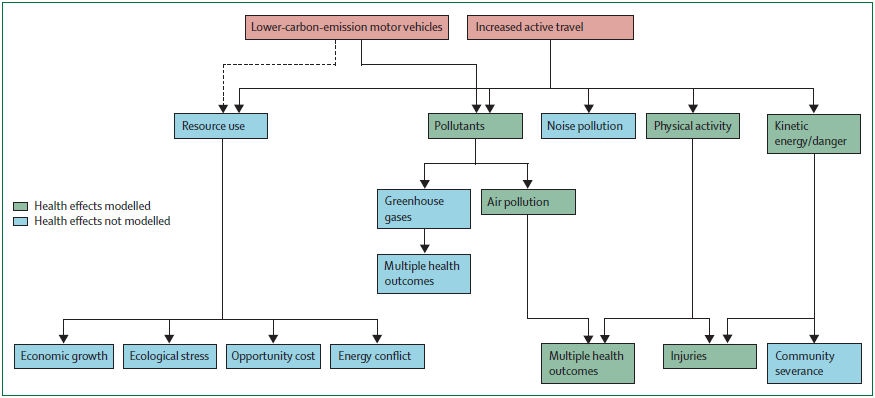 Lower-carbon-emission motor vehicles
Increased active travel
Resource use
Pollutants
Noise pollution
Physical activity
Kinetic
energy/danger
Greenhouse
gases
Air pollution
Health effects modelled
Health effects not modelled
Multiple health
outcomes
Economic growth
Ecological stress
Opportunity cost
Energy conflict
Multiple health
outcomes
Injuries
Community
severance